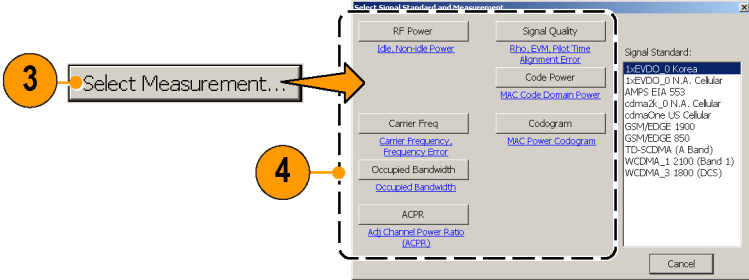 Select Signal Standard and Measurement
3
Select Measurement...
4
RF Power
Idle, Non-idle Power
Carrier Freq
Carrier Frequency,
Frequency Error
Occupied Bandwidth
Occupied Bandwidth
ACPR
Adj Channel Power Ratio
(ACPR)
Signal Quality
Rho, EVM, Pilot Time
Alignment Error
Code Power
MAC Code Domain Power
Codogram
MAC Power Codogram
Signal Standard:
1xEVDO_0 Korea
1xEVDO_0 N.A. Cellular
AMPS EIA 553
cdma2k_0 N.A. Cellular
cdmaOne US Cellular
GSM/EDGE 1900
GSM/EDGE 850
TD-SCDMA (A Band)
WCDMA_1 2100 (Band 1)
WCDMA_3 1800 (DCS)
Cancel